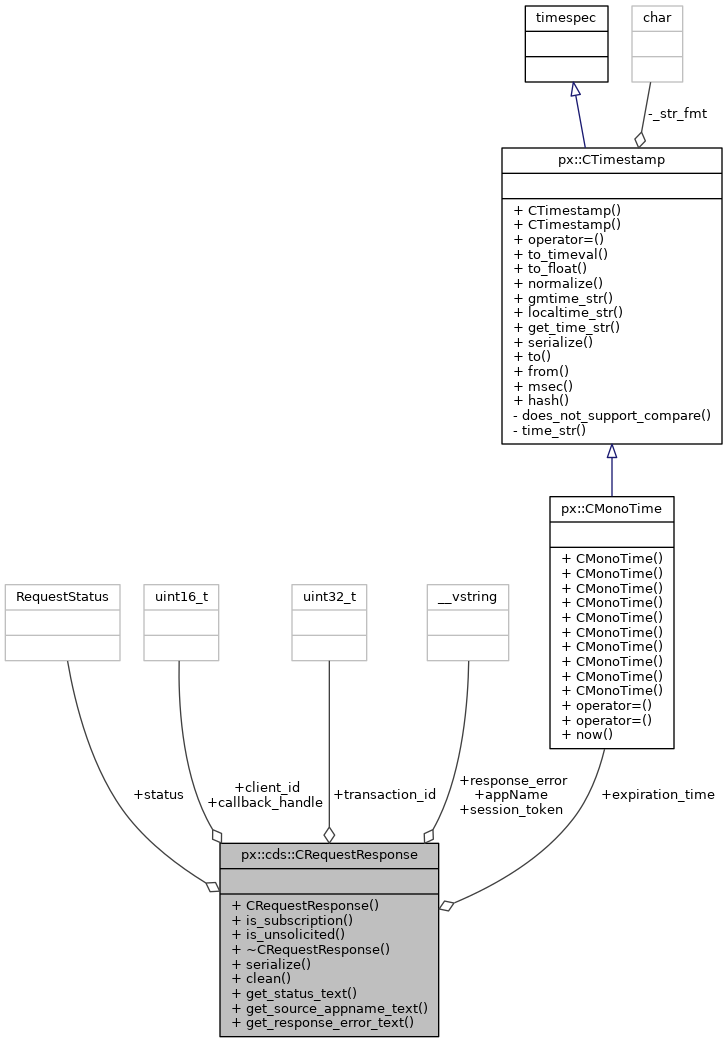 timespec
char
-_str_fmt
px::CTimestamp
+ CTimestamp()
+ CTimestamp()
+ operator=()
+ to_timeval()
+ to_float()
+ normalize()
+ gmtime_str()
+ localtime_str()
+ get_time_str()
+ serialize()
+ to()
+ from()
+ msec()
+ hash()
- does_not_support_compare()
- time_str()
px::CMonoTime
+ CMonoTime()
+ CMonoTime()
+ CMonoTime()
+ CMonoTime()
+ CMonoTime()
+ CMonoTime()
+ CMonoTime()
+ CMonoTime()
+ CMonoTime()
+ CMonoTime()
+ operator=()
+ operator=()
+ now()
RequestStatus
uint16_t
uint32_t
__vstring
+status
+client_id
+callback_handle
+transaction_id
+response_error
+appName
+session_token
+expiration_time
px::cds::CRequestResponse
+ CRequestResponse()
+ is_subscription()
+ is_unsolicited()
+ ~CRequestResponse()
+ serialize()
+ clean()
+ get_status_text()
+ get_source_appname_text()
+ get_response_error_text()